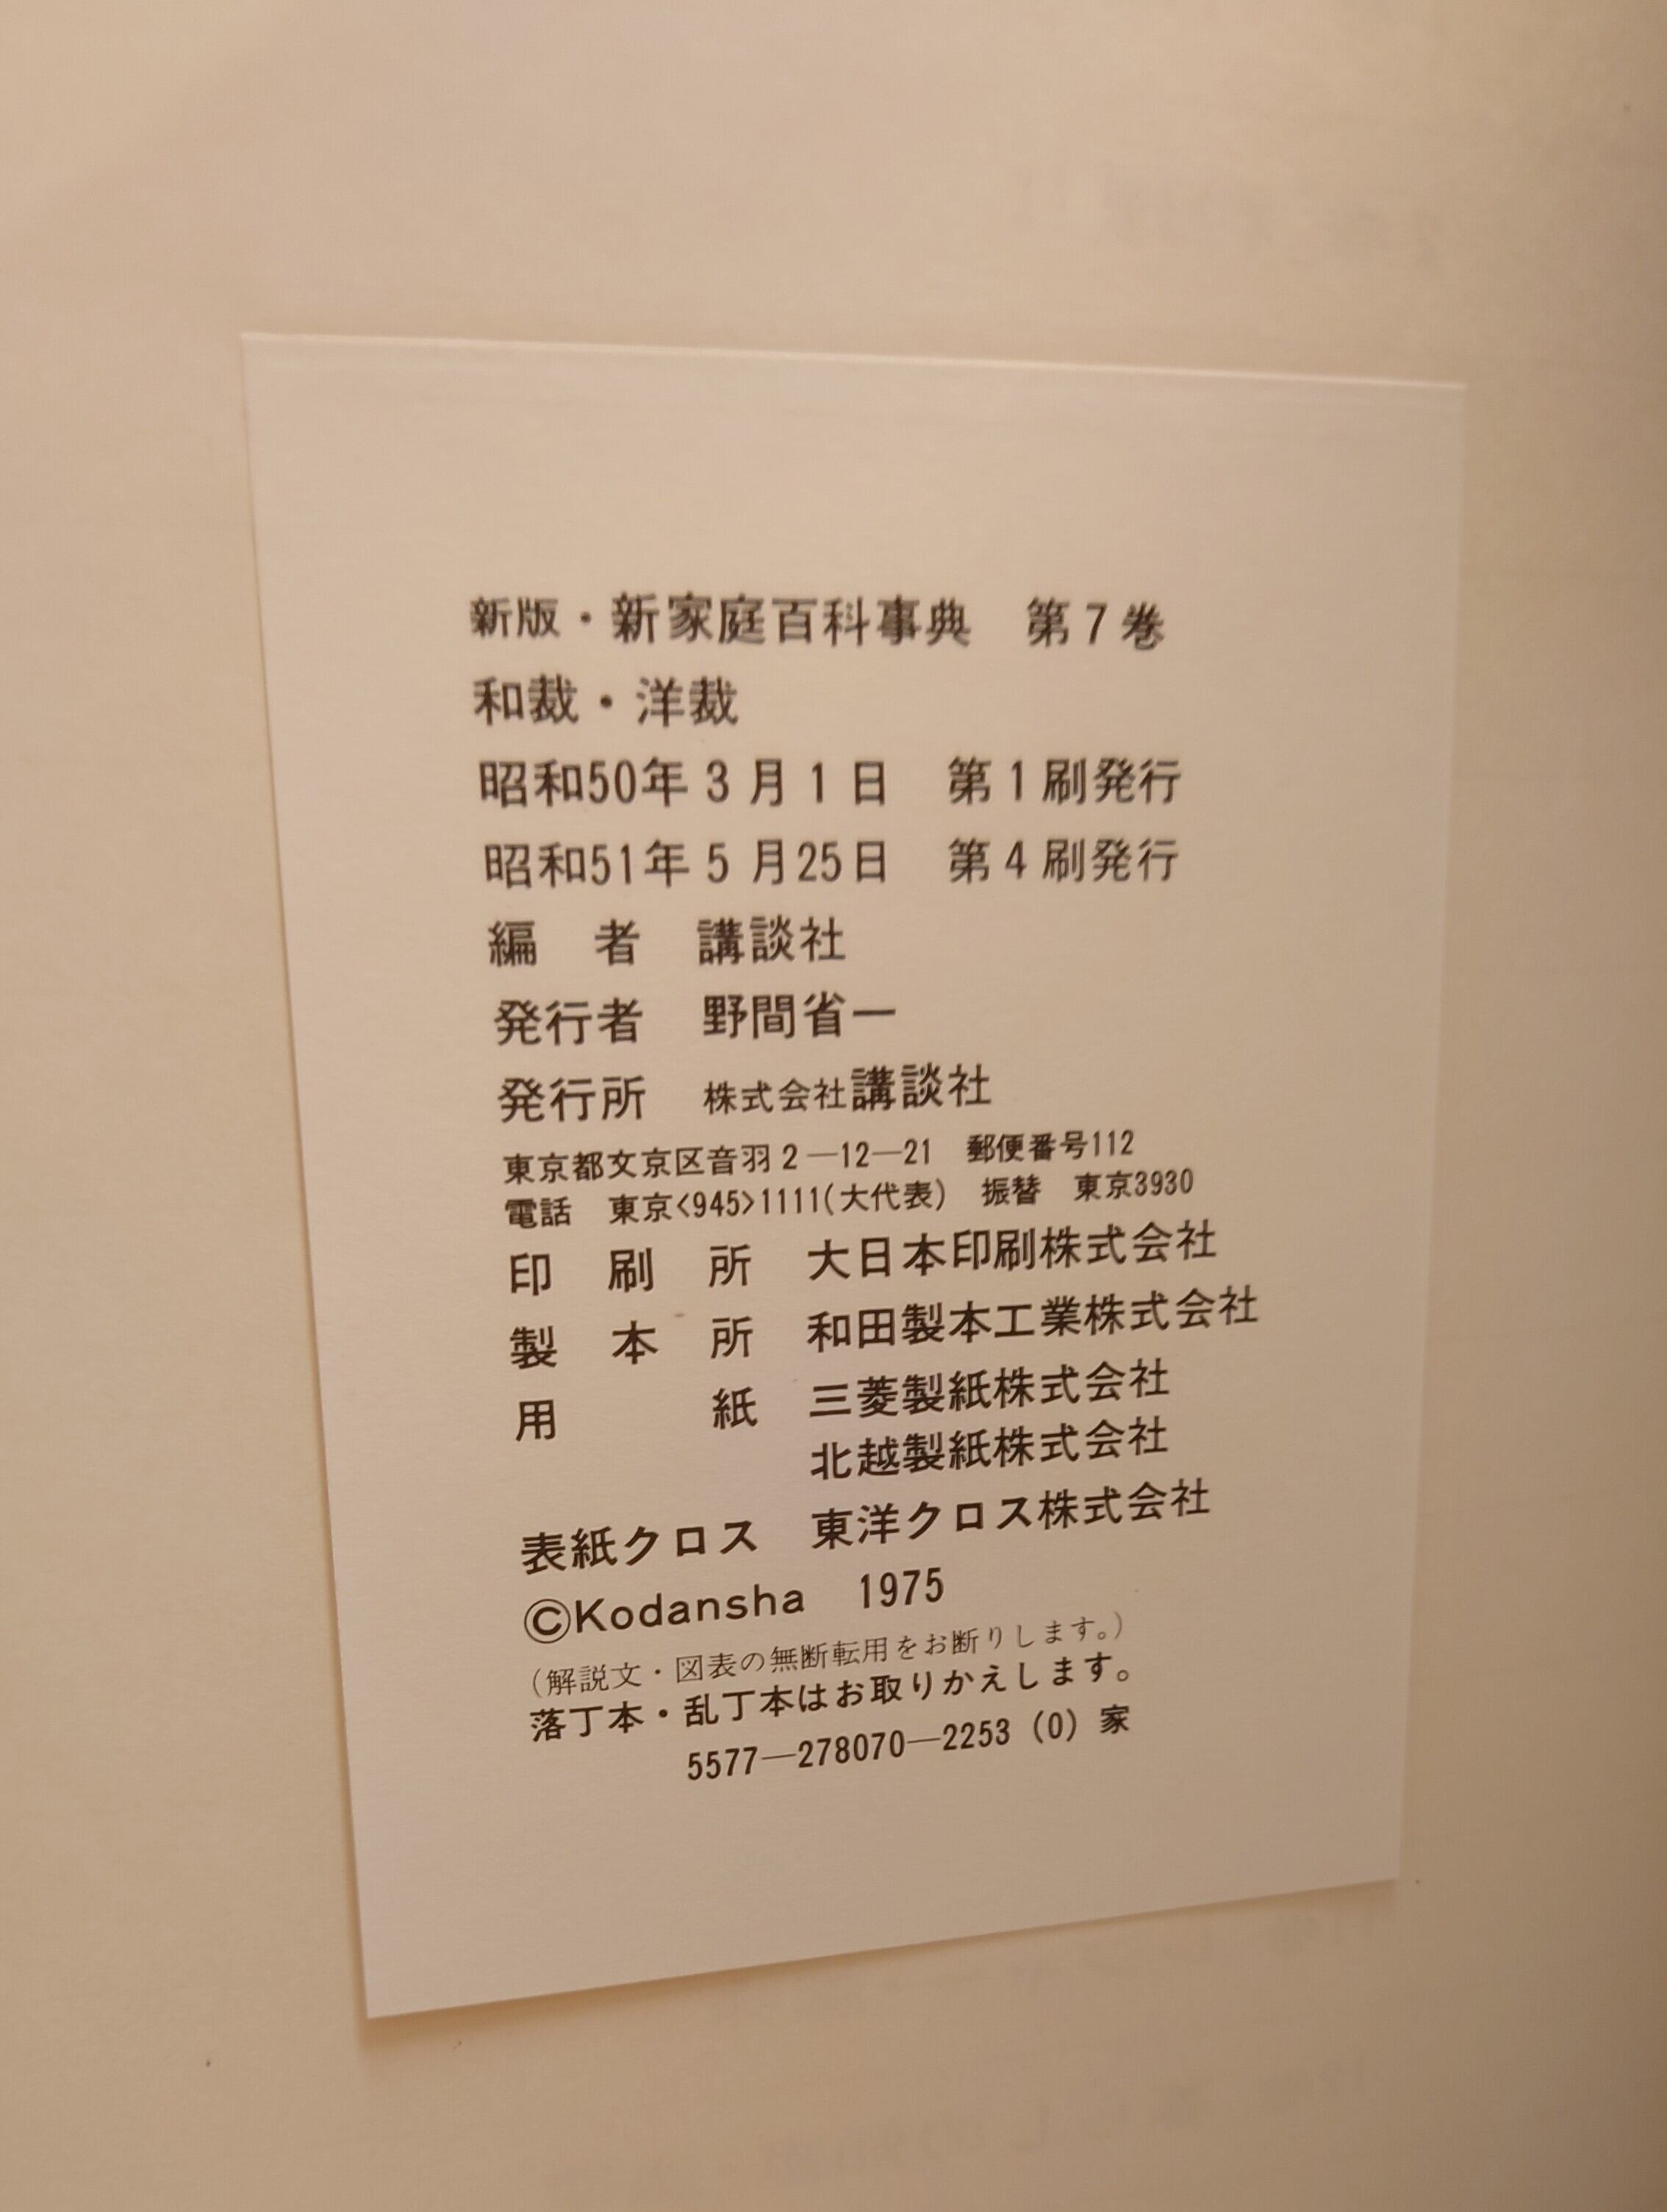 新版・新家庭百科事典　第7巻
和裁・洋裁
昭和50年3月1日　第1刷発行
昭和51年5月25日　第4刷発行
編　者　講談社
発行者　野間省一
発行所　株式会社講談社
東京都文京区音羽2―12―21　郵便番号112
電話　東京<945>1111(大代表)　振替　東京3930
印　刷　所　大日本印刷株式会社
製　本　所　和田製本工業株式会社
用　　　紙　三菱製紙株式会社
北越製紙株式会社
表紙クロス　東洋クロス株式会社
©Kodansha　1975
(解説文・図表の無断転用をお断りします。)
落丁本・乱丁本はお取りかえします。
5577―278070―2253（0）家